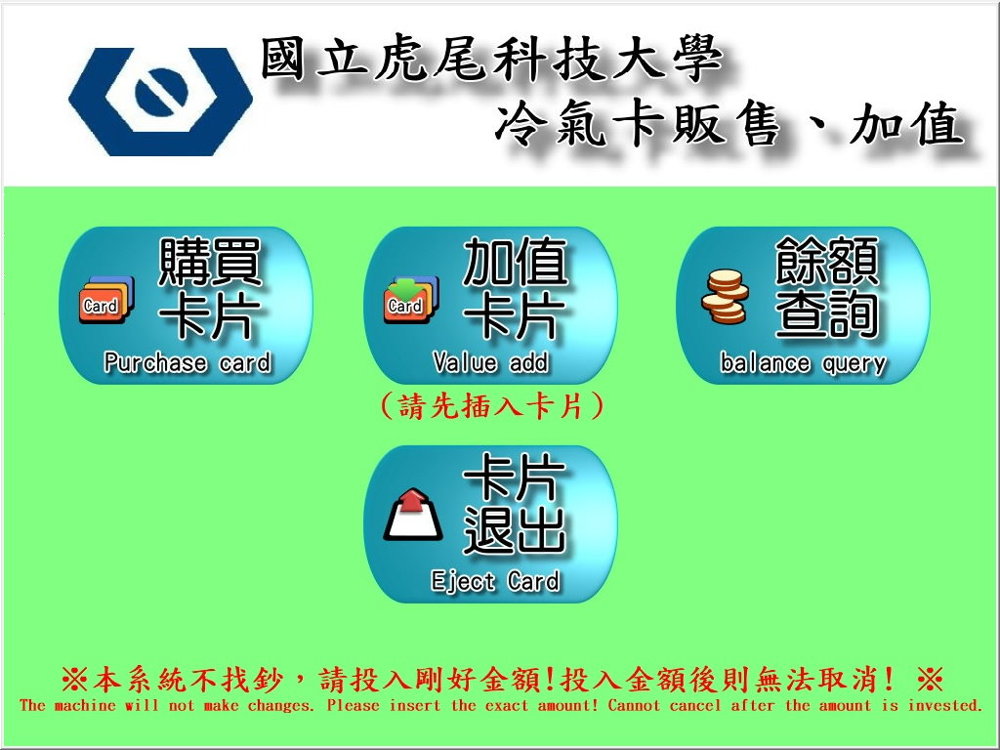 國立虎尾科技大學
冷氣卡販售、加值
購買
卡片
Card
Purchase card
加值
卡片
Card
Value add
餘額
查詢
balance query
(請先插入卡片)
卡片
退出
Eject Card
※本系統不找鈔，請投入剛好金額!投入金額後則無法取消! ※
The machine will not make changes. Please insert the exact amount! Cannot cancel after the amount is invested.